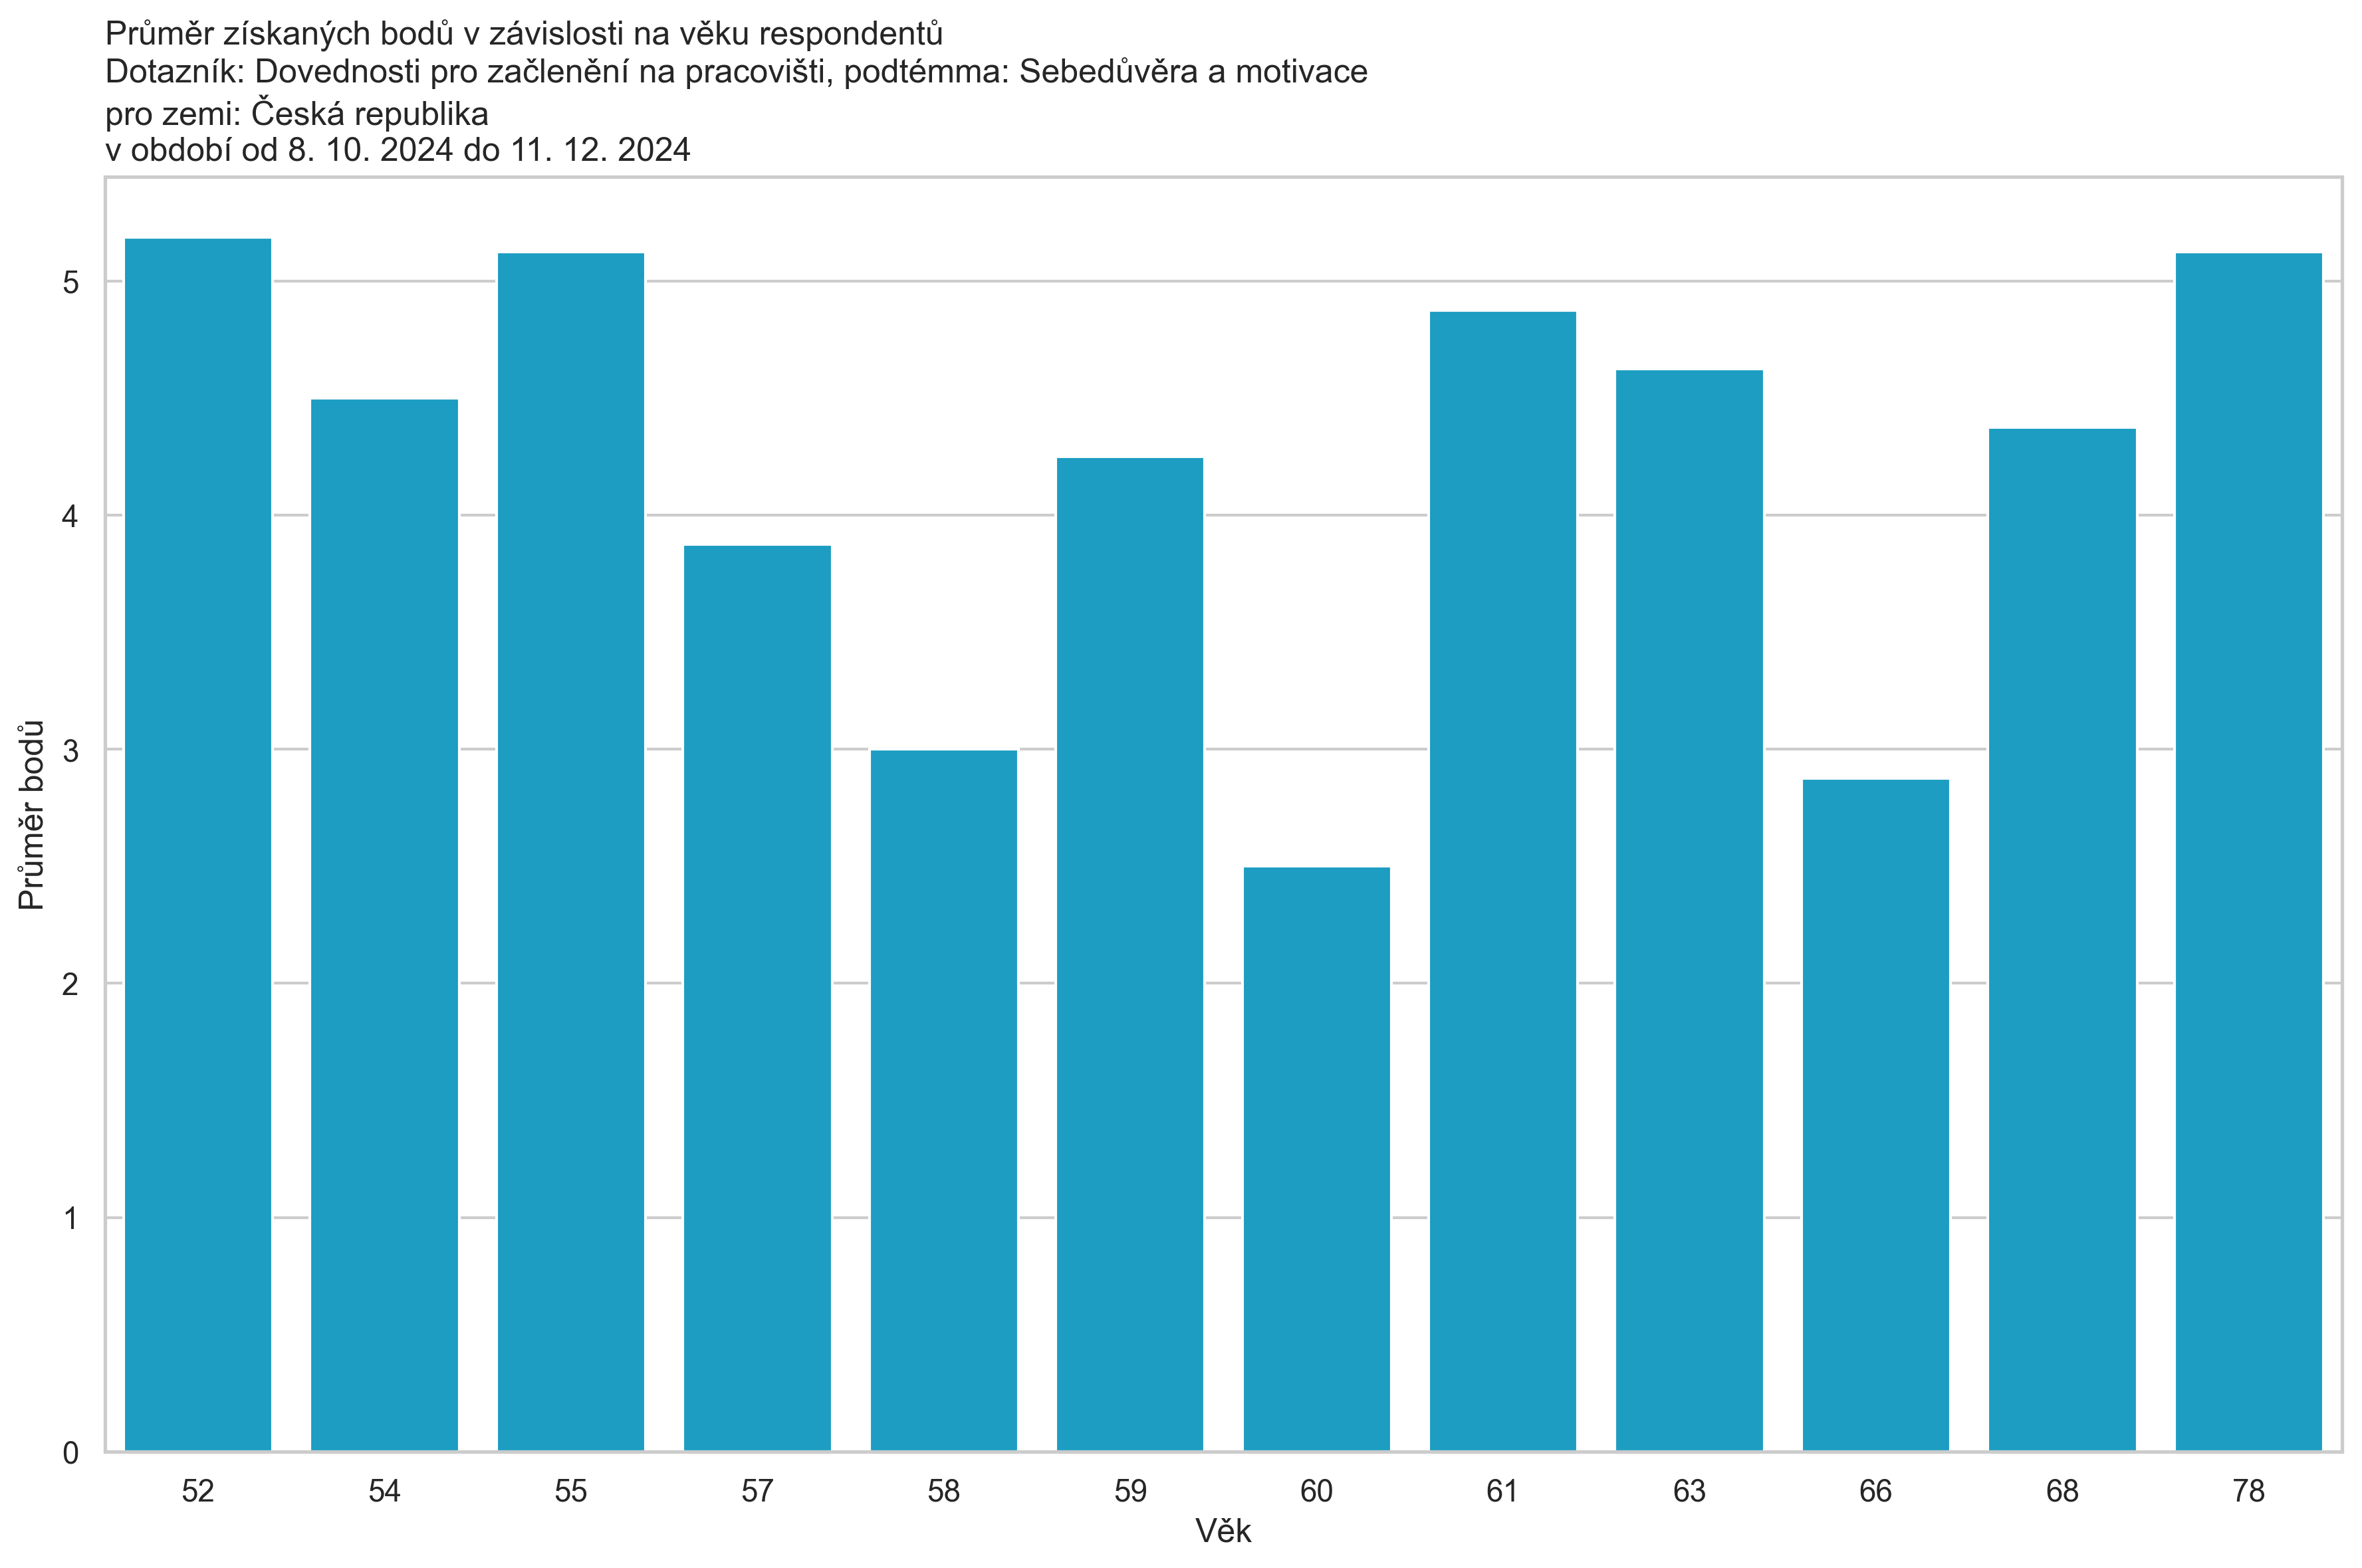 Průměr získaných bodů v závislosti na věku respondentů
Dotazník: Dovednosti pro začlenění na pracovišti, podtémma: Sebedůvěra a motivace
pro zemi: Česká republika
v období od 8. 10. 2024 do 11. 12. 2024
Průměr bodů
5
4
3
2
1
0
52 54 55 57 58 59 60 61 63 66 68 78
Věk